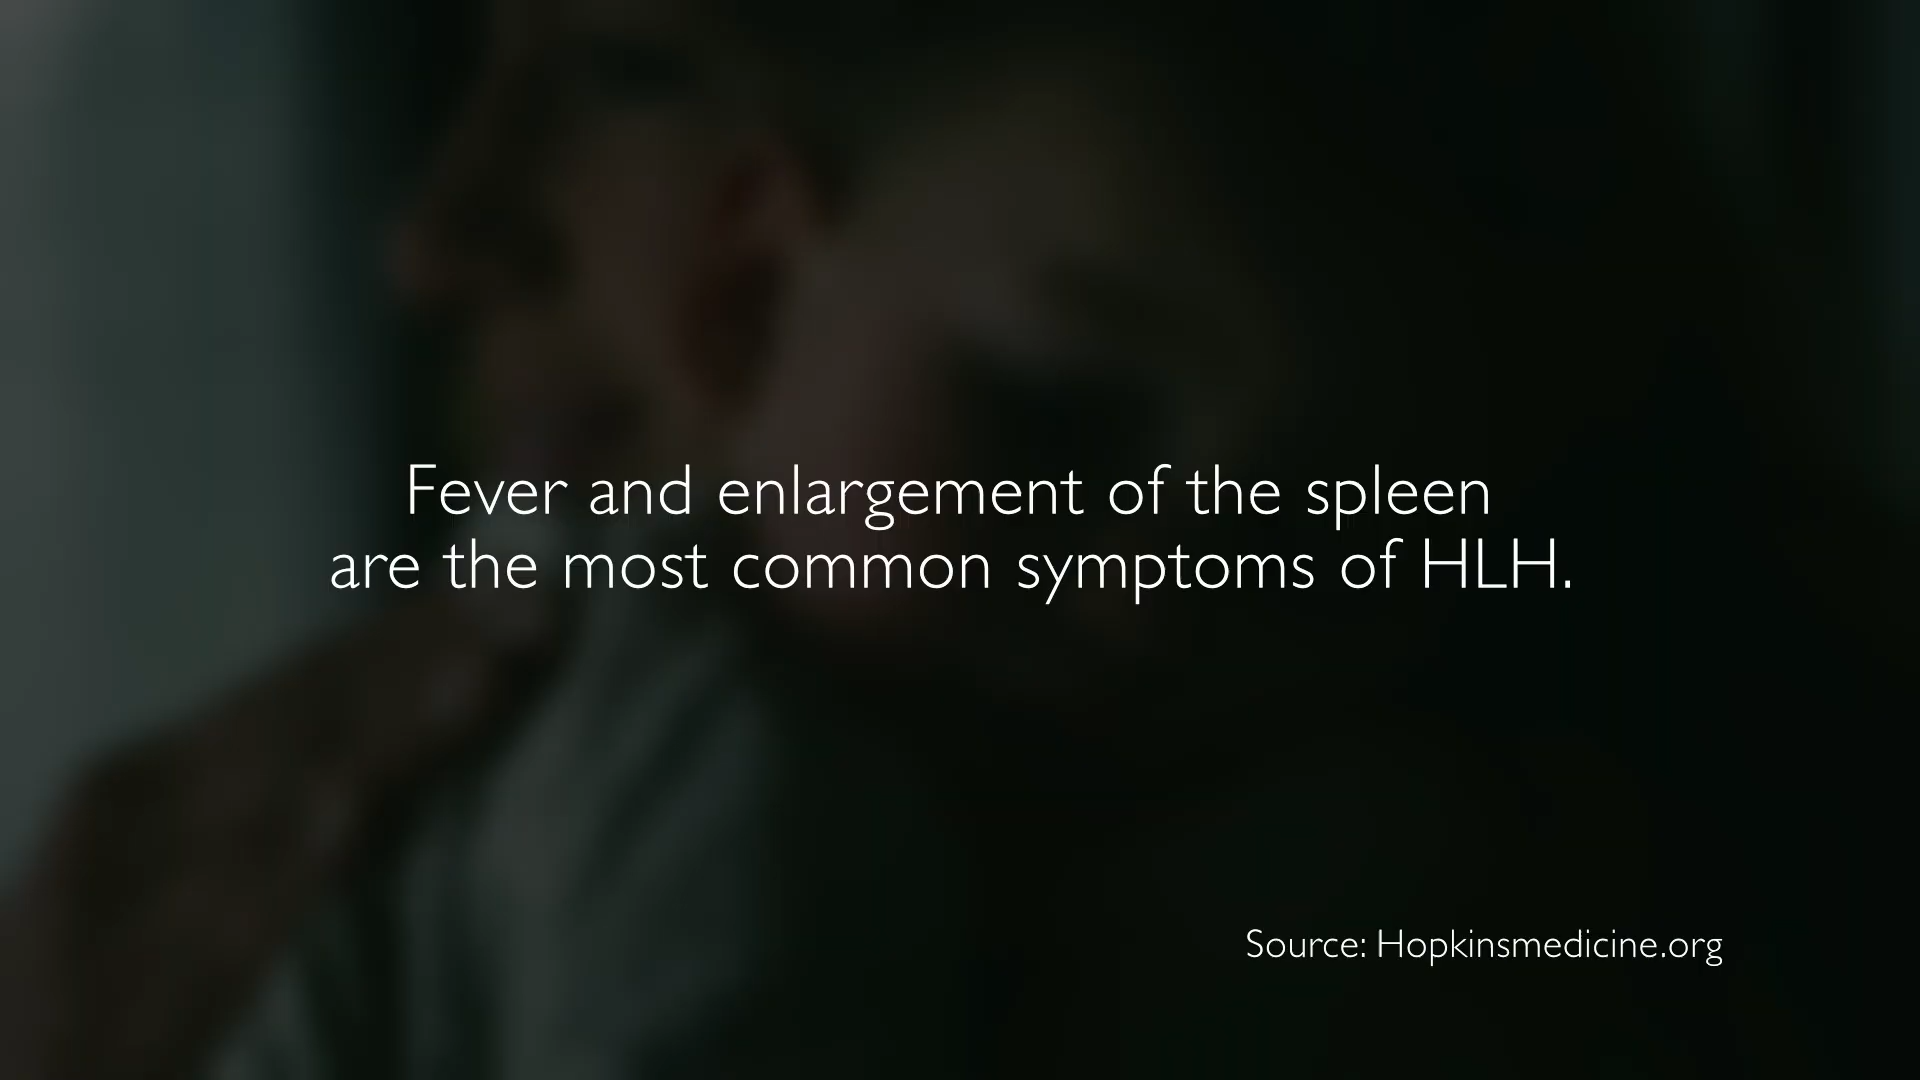 Fever and enlargement of the spleen
are the most common symptoms of HLH.
Source: Hopkinsmedicine.org